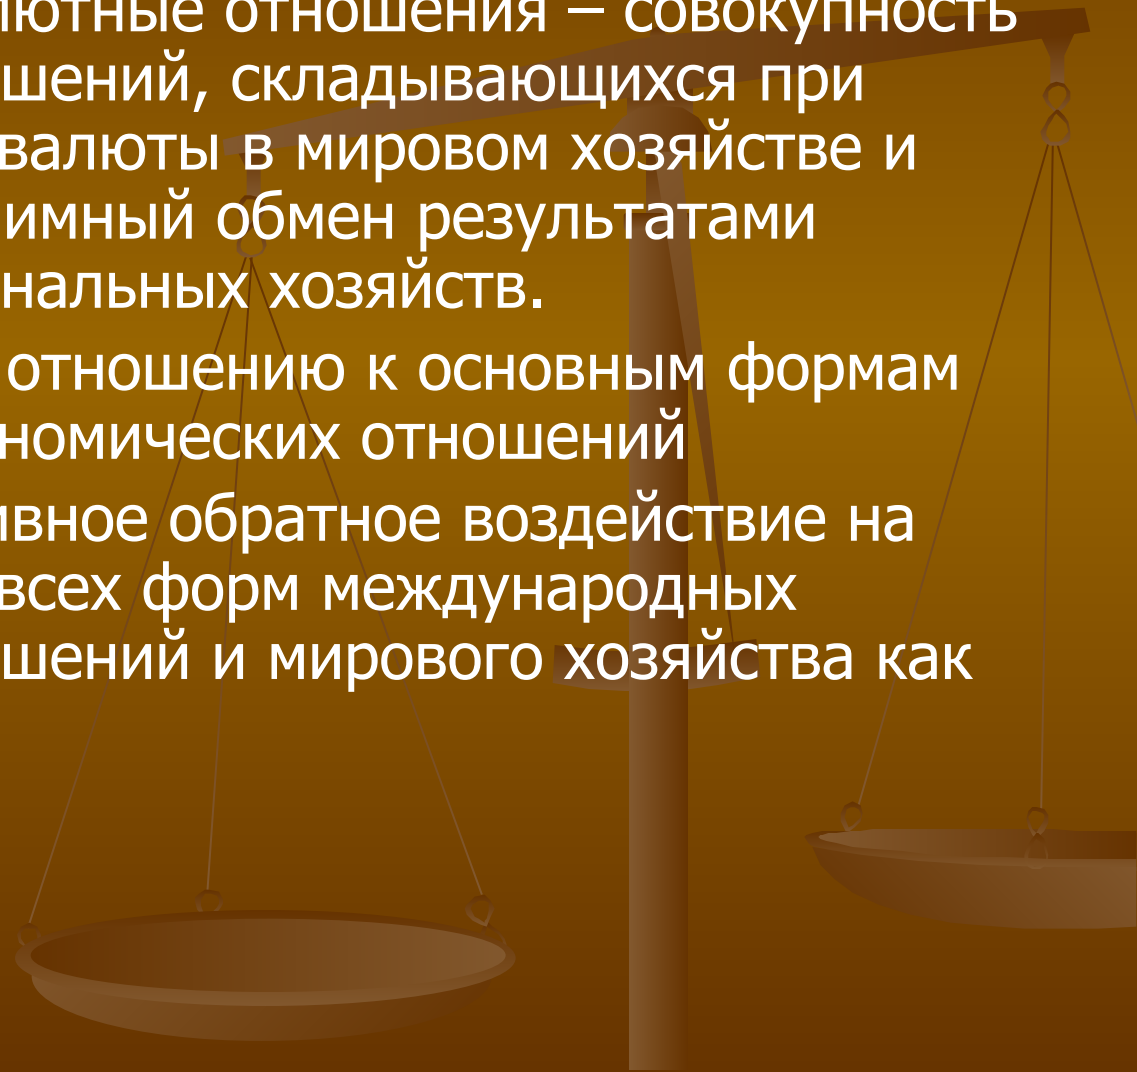 лютные отношения – совокупность
шений, складывающихся при
валюты в мировом хозяйстве и
имный обмен результатами
нальных хозяйств.
отношению к основным формам
номических отношений
ивное обратное воздействие на
всех форм международных
шений и мирового хозяйства как